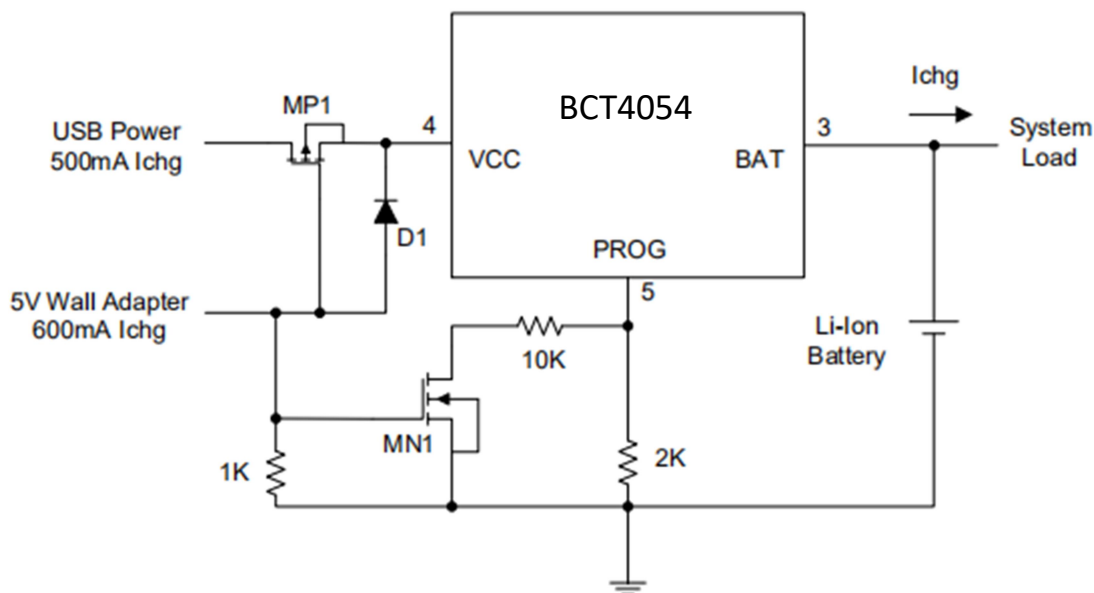 BCT4054
MP1
USB Power
500mA Ichg
4
VCC
3
BAT
Ichg
System
Load
D1
PROG
5
5V Wall Adapter
600mA Ichg
10K
Li-Ion
Battery
MN1
1K
2K